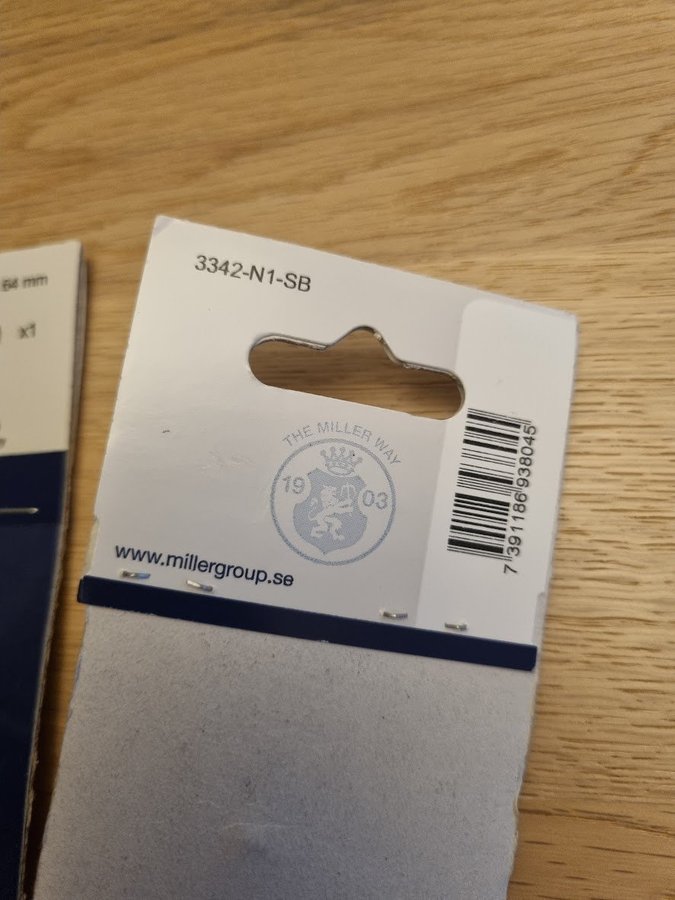 64 mm
x1
3342-N1-SB
THE MILLER WAY
19 03
www.millergroup.se
7 391186 938045